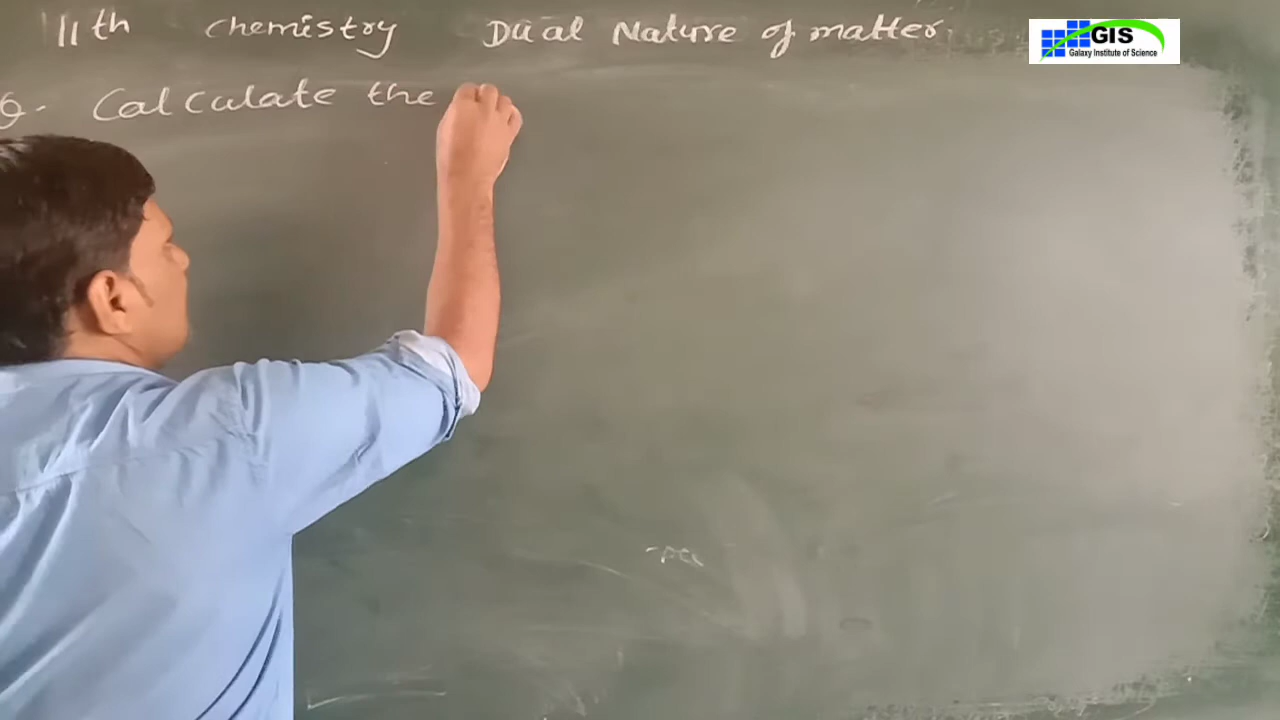 11th chemistry Dual Nature of matter
GIS
Galaxy Institute of Science
Q. Calculate the